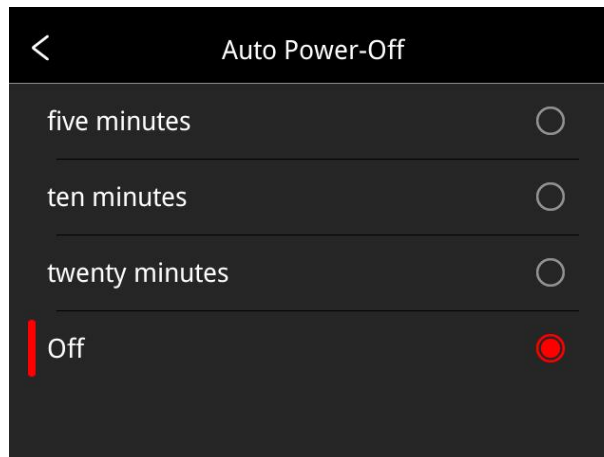 Auto Power-Off
five minutes
ten minutes
twenty minutes
Off